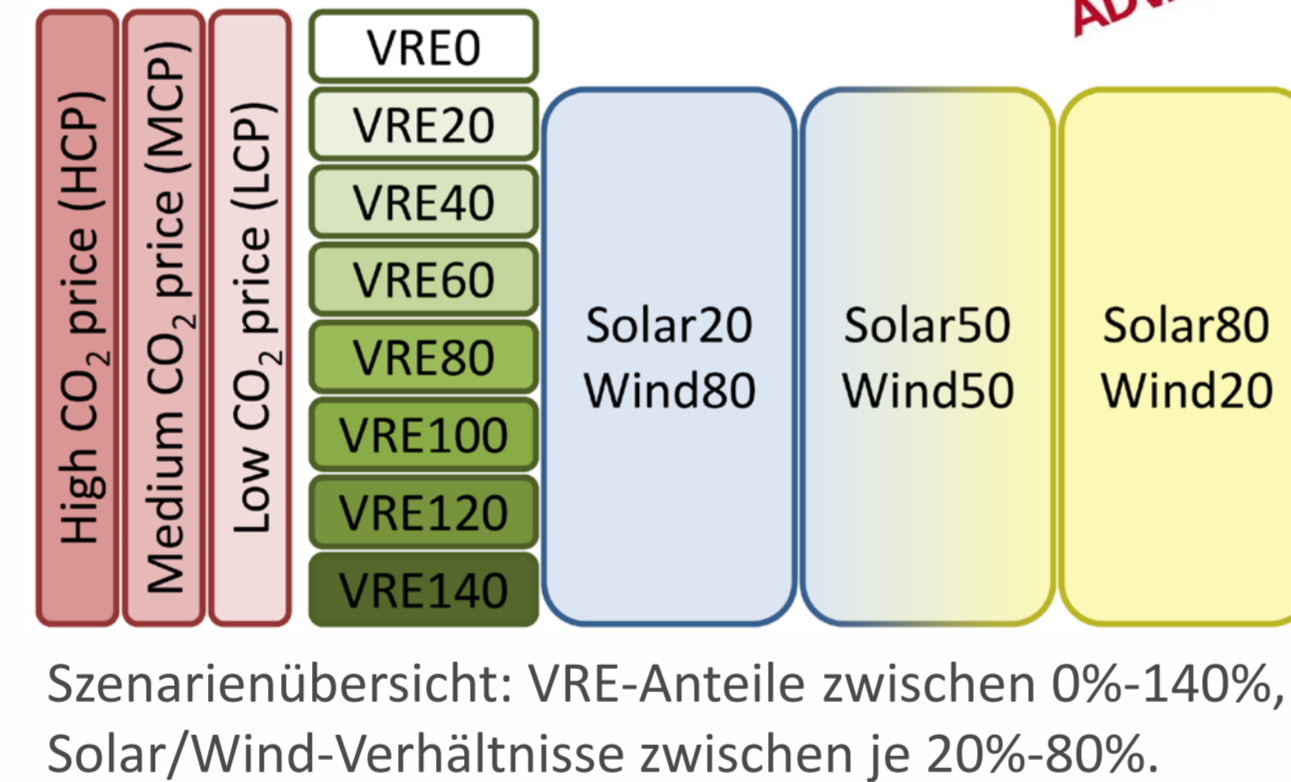 High CO₂ price (HCP)
Medium CO₂ price (MCP)
Low CO₂ price (LCP)
VRE0
VRE20
VRE40
VRE60
VRE80
VRE100
VRE120
VRE140
Solar20
Wind80
Solar50
Wind50
Solar80
Wind20
Szenarienübersicht: VRE-Anteile zwischen 0%-140%,
Solar/Wind-Verhältnisse zwischen je 20%-80%.